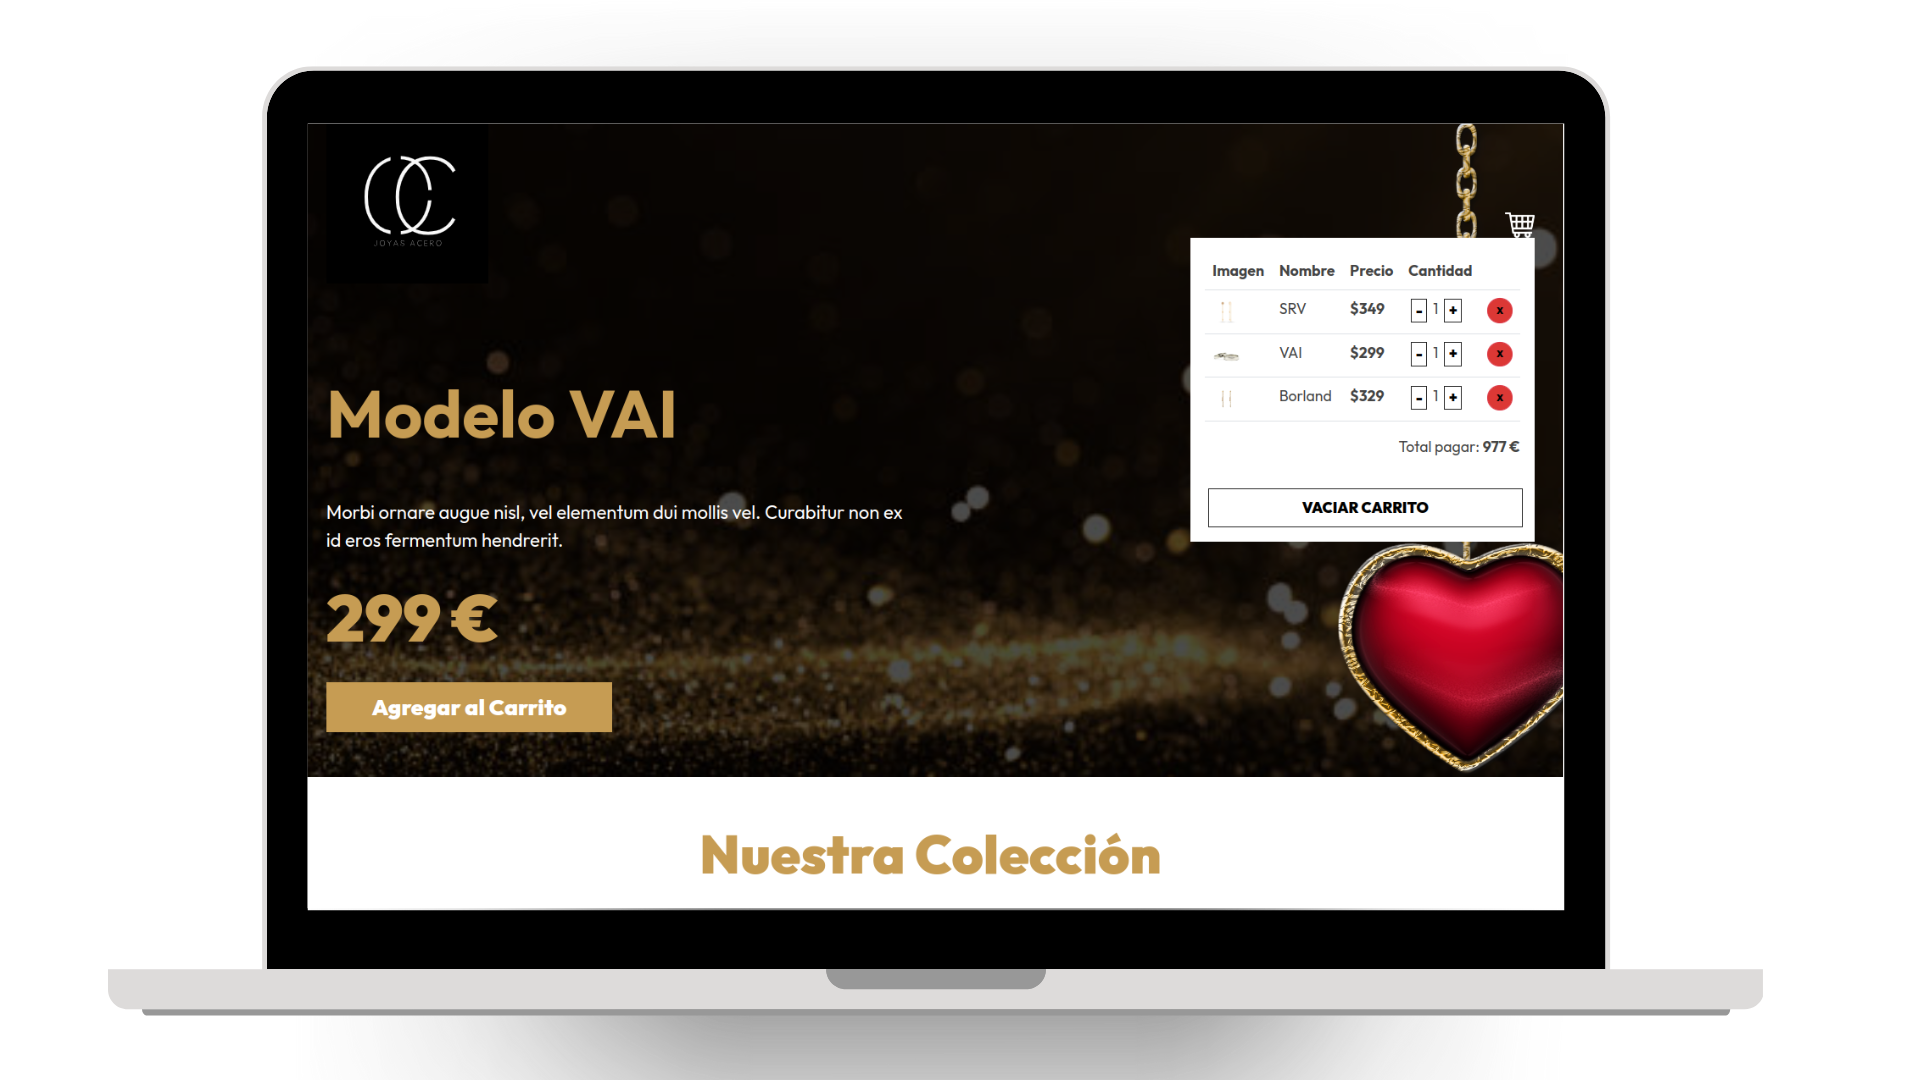 JOYAS ACERO
Imagen Nombre Precio Cantidad
SRV $349 - 1 + x
VAI $299 - 1 + x
Borland $329 - 1 + x
Total pagar: 977 €
VACIAR CARRITO
Modelo VAI
Morbi ornare augue nisl, vel elementum dui mollis vel. Curabitur non ex
id eros fermentum hendrerit.
299 €
Agregar al Carrito
Nuestra Colección